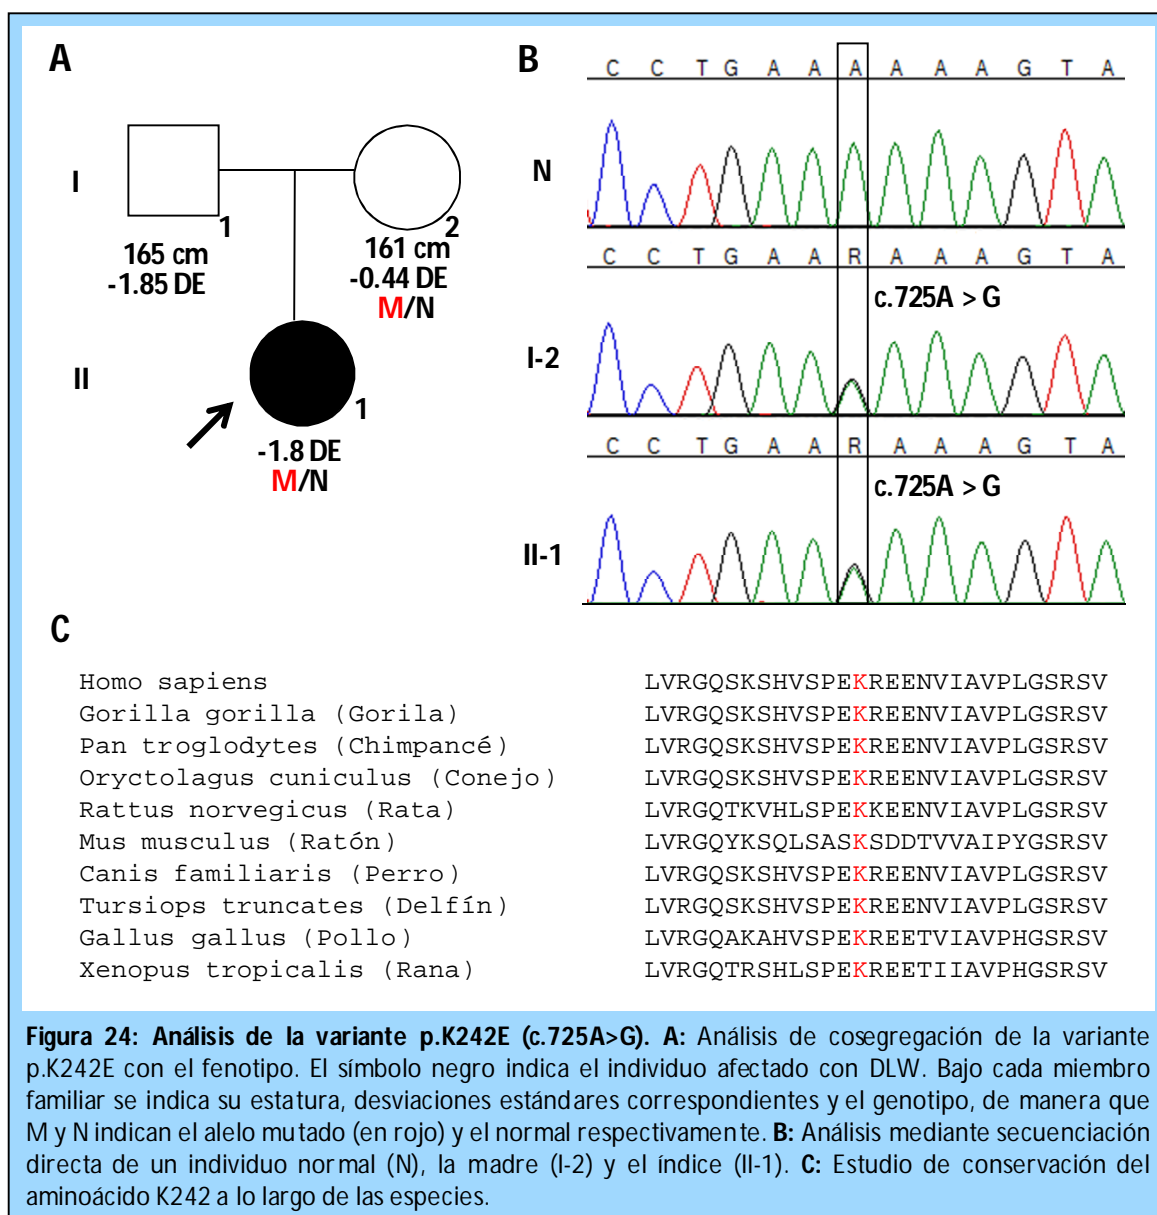 A
I
1
165 cm
-1.85 DE
2
161 cm
-0.44 DE
M/N
II
1
-1.8 DE
M/N
B
C C T G A A A A A G T A
N
C C T G A A R A A A G T A
c.725A > G
I-2
C C T G A A R A A A G T A
c.725A > G
II-1
C
Homo sapiens LVRGQSKSHVSPEKREENVIAVPLGSRSV
Gorilla gorilla (Gorila) LVRGQSKSHVSPEKREENVIAVPLGSRSV
Pan troglodytes (Chimpancé) LVRGQSKSHVSPEKREENVIAVPLGSRSV
Oryctolagus cuniculus (Conejo) LVRGQSKSHVSPEKREENVIAVPLGSRSV
Rattus norvegicus (Rata) LVRGQTKVHLSPEKKEENVIAVPLGSRSV
Mus musculus (Ratón) LVRGQYKSQLSASKSDDTVVAIPYGSRSV
Canis familiaris (Perro) LVRGQSKSHVSPEKREENVIAVPLGSRSV
Tursiops truncates (Delfín) LVRGQSKSHVSPEKREENVIAVPLGSRSV
Gallus gallus (Pollo) LVRGQAKAHVSPEKREETVIAVPHGSRSV
Xenopus tropicalis (Rana) LVRGQTRSHLSPEKREETIIAVPHGSRSV
Figura 24: Análisis de la variante p.K242E (c.725A>G). A: Análisis de cosegregación de la variante
p.K242E con el fenotipo. El símbolo negro indica el individuo afectado con DLW. Bajo cada miembro
familiar se indica su estatura, desviaciones estándares correspondientes y el genotipo, de manera que
M y N indican el alelo mutado (en rojo) y el normal respectivamente. B: Análisis mediante secuenciación
directa de un individuo normal (N), la madre (I-2) y el índice (II-1). C: Estudio de conservación del
aminoácido K242 a lo largo de las especies.